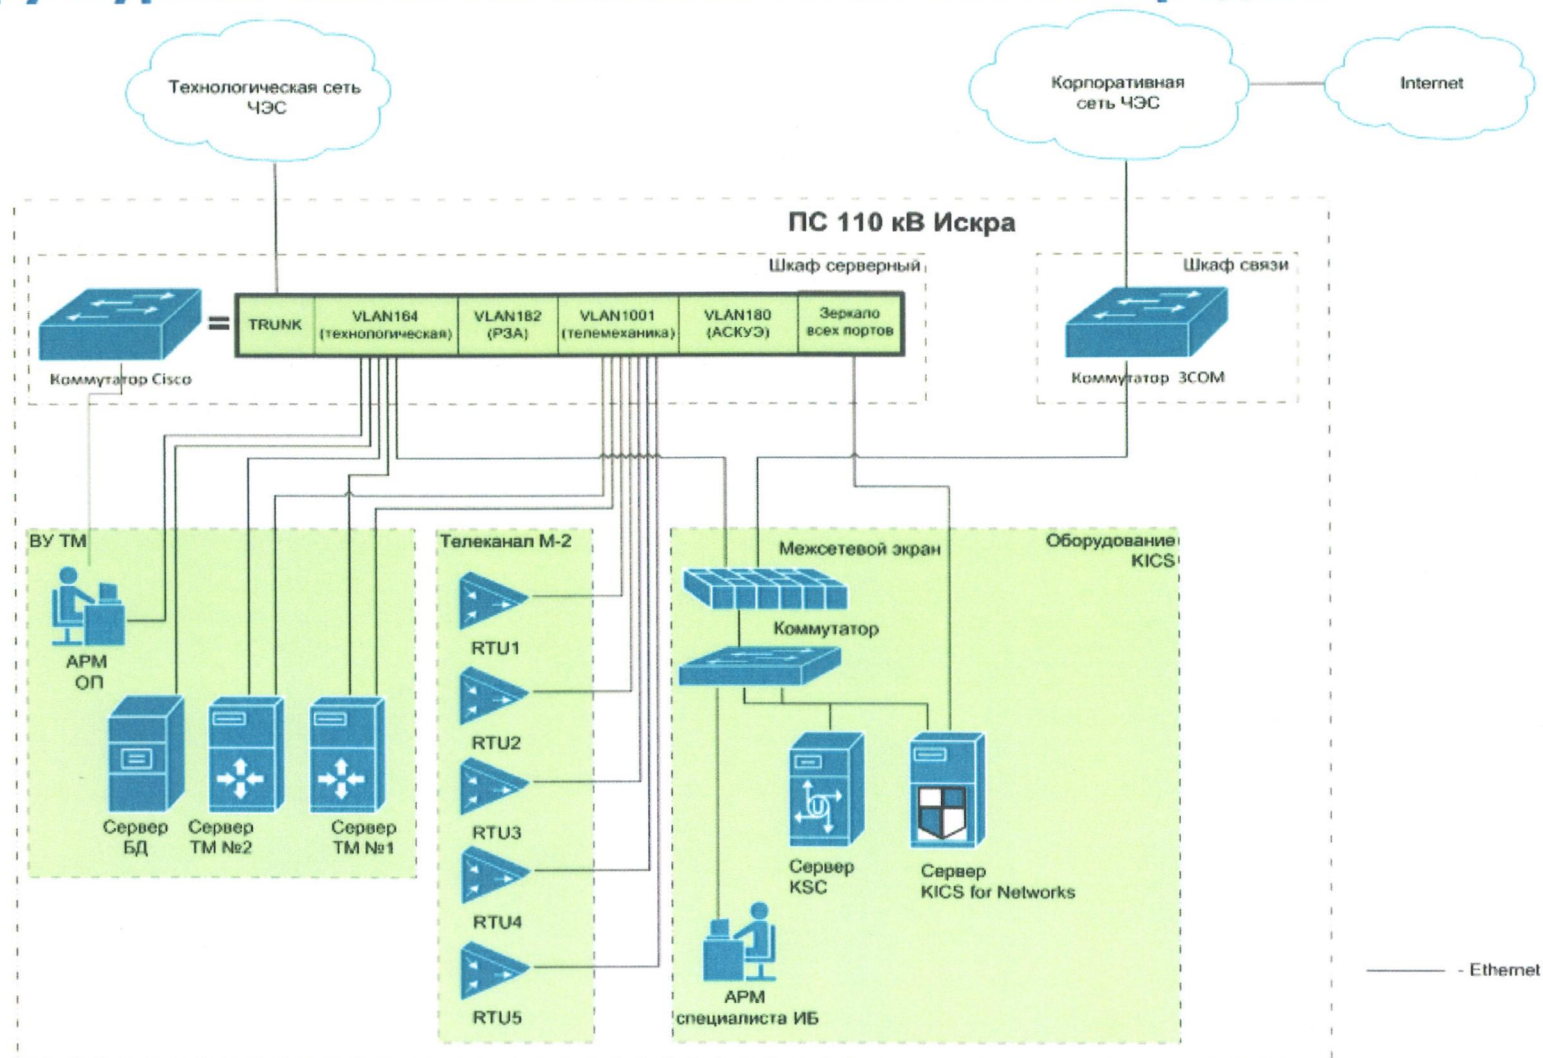 Технологическая сеть
ЧЭС
Корпоративная
сеть ЧЭС
Internet
ПС 110 кВ Искра
Шкаф серверный
Шкаф связи
=
TRUNK
VLAN164
(технологическая)
VLAN182
(РЗА)
VLAN1001
(телемеханика)
VLAN180
(АСКУЭ)
Зеркало
всех портов
Коммутатор Cisco
Коммутатор 3COM
ВУ ТМ
Телеканал М-2
Межсетевой экран
Оборудование
KICS
АРМ
ОП
RTU1
Коммутатор
RTU2
Сервер
БД
Сервер
ТМ №2
Сервер
ТМ №1
RTU3
Сервер
KSC
Сервер
KICS for Networks
RTU4
АРМ
специалиста ИБ
RTU5
- Ethernet